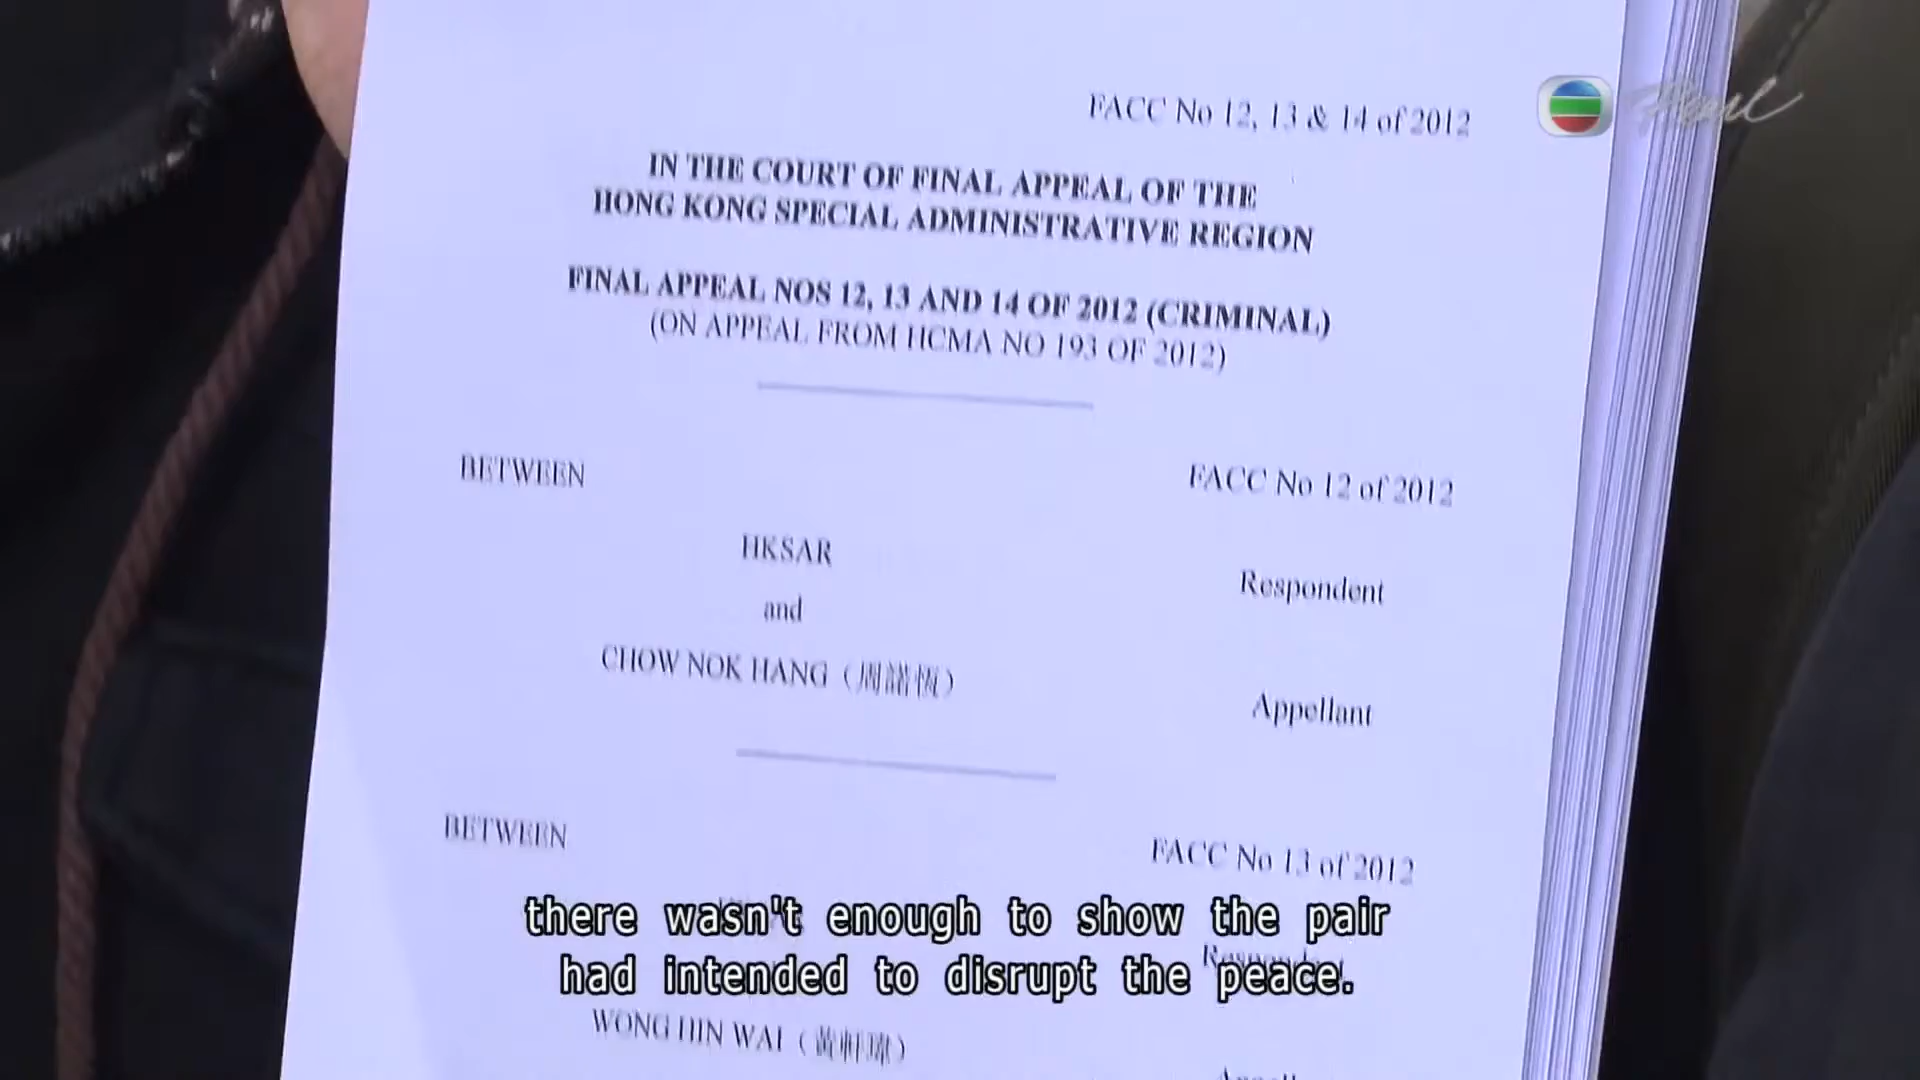 FACC No 12, 13 & 14 of 2012
Pearl
IN THE COURT OF FINAL APPEAL OF THE
HONG KONG SPECIAL ADMINISTRATIVE REGION
FINAL APPEAL NOS 12, 13 AND 14 OF 2012 (CRIMINAL)
(ON APPEAL FROM HCMA NO 193 OF 2012)
BETWEEN
FACC No 12 of 2012
HKSAR
Respondent
and
CHOW NOK HANG（周諾恆）
Appellant
BETWEEN
FACC No 13 of 2012
there wasn't enough to show the pair
Respondent
had intended to disrupt the peace.
WONG HIN WAI（黃軒瑋）